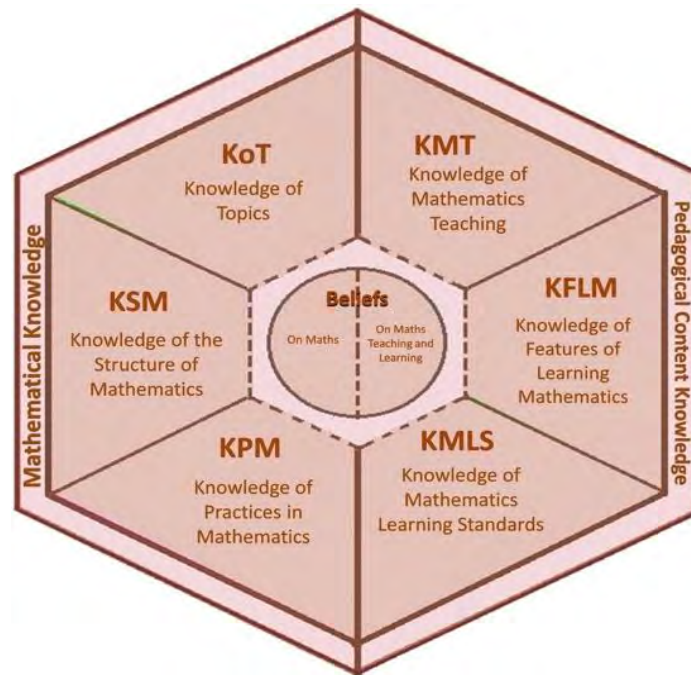 KoT
Knowledge of
Topics
KMT
Knowledge of
Mathematics
Teaching
Mathematical Knowledge
KSM
Knowledge of the
Structure of
Mathematics
Beliefs
On Maths
On Maths
Teaching and
Learning
KFLM
Knowledge of
Features of
Learning
Mathematics
Pedagogical Content Knowledge
KPM
Knowledge of
Practices in
Mathematics
KMLS
Knowledge of
Mathematics
Learning Standards